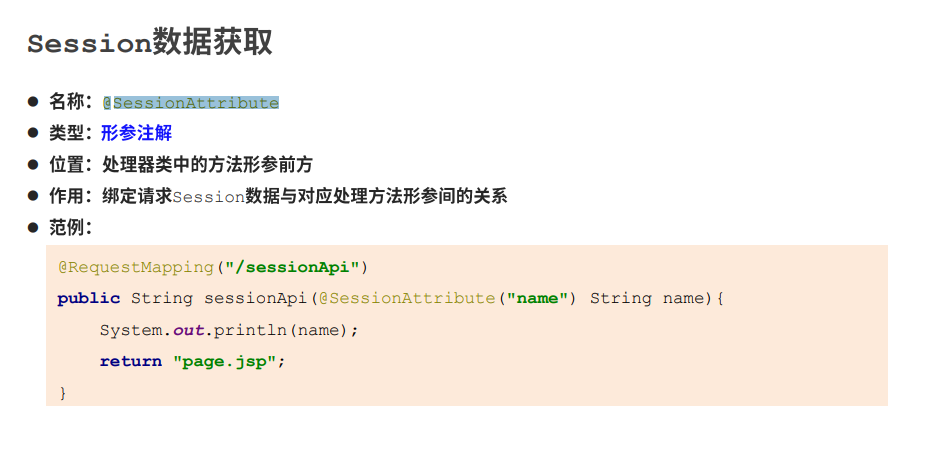 Session数据获取
● 名称：@SessionAttribute
● 类型：形参注解
● 位置：处理器类中的方法形参前方
● 作用：绑定请求Session数据与对应处理方法形参间的关系
● 范例：
@RequestMapping("/sessionApi")
public String sessionApi(@SessionAttribute("name") String name){
    System.out.println(name);
    return "page.jsp";
}